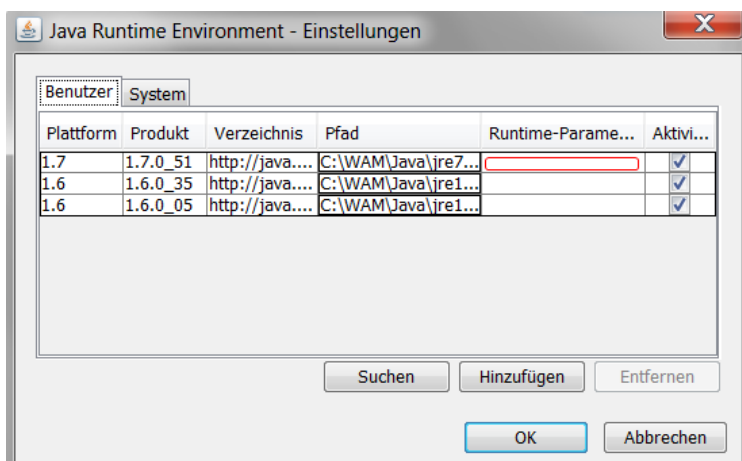 Java Runtime Environment - Einstellungen
Benutzer System
Plattform Produkt Verzeichnis Pfad Runtime-Parame... Aktivi...
1.7 1.7.0_51 http://java.... C:\WAM\Java\jre7...
1.6 1.6.0_35 http://java.... C:\WAM\Java\jre1...
1.6 1.6.0_05 http://java.... C:\WAM\Java\jre1...
Suchen Hinzufügen Entfernen
OK Abbrechen